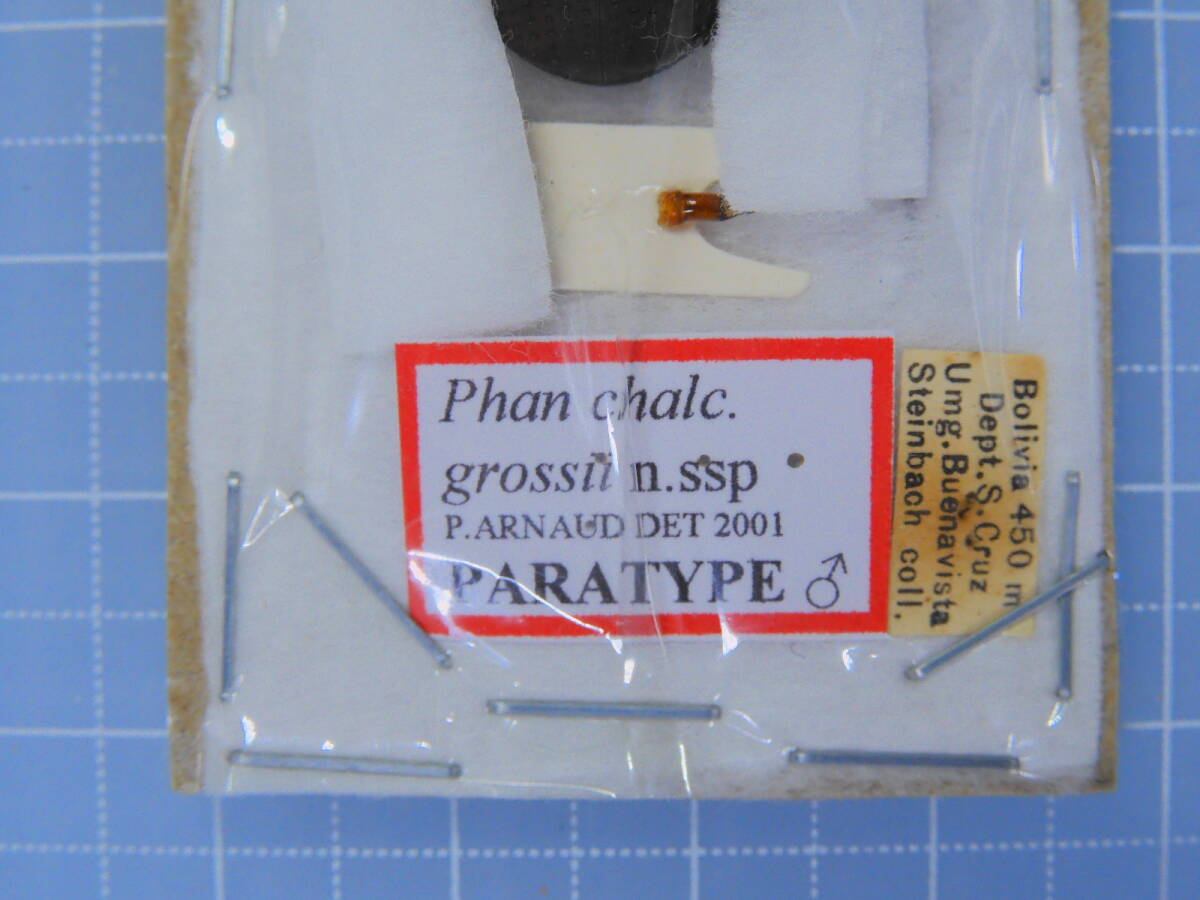 Phan chalc.
grossii n.ssp
P.ARNAUD DET 2001
PARATYPE ♂
Bolivia 450 m
Dept.S.Cruz
Umg.Buenavista
Steinbach coll.